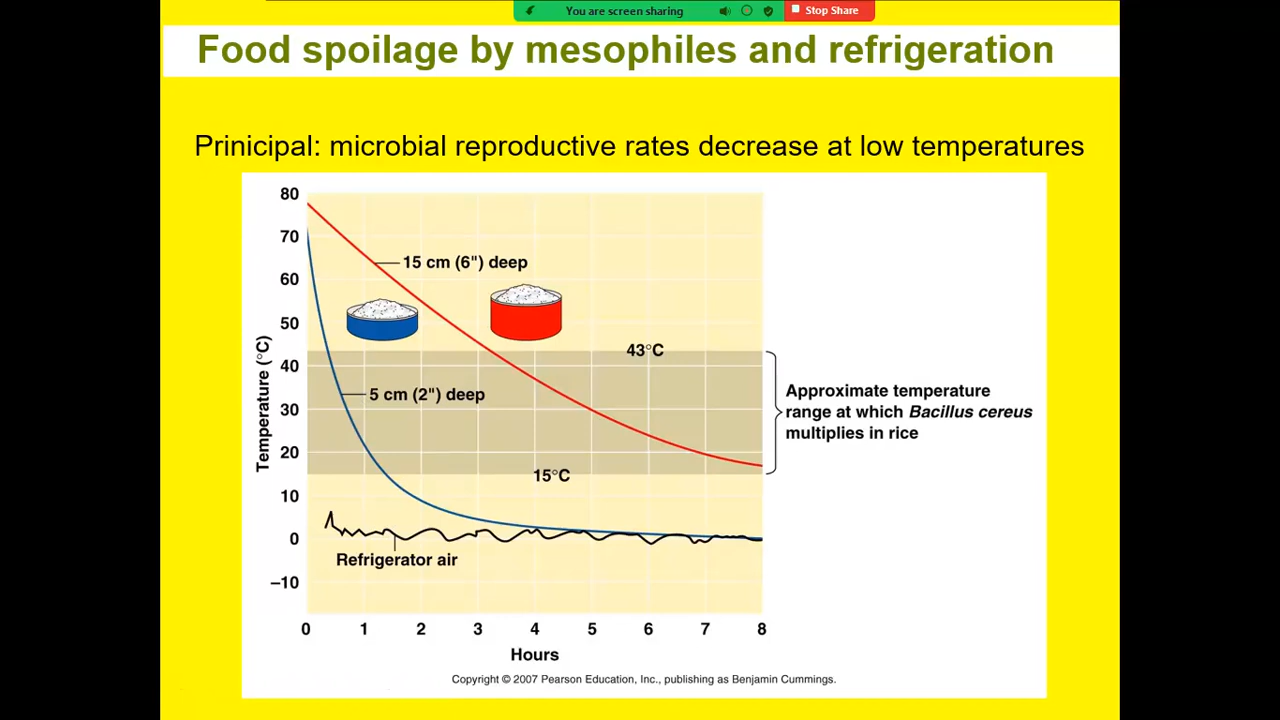 You are screen sharing
Stop Share
Food spoilage by mesophiles and refrigeration
Prinicipal: microbial reproductive rates decrease at low temperatures
80
70
60
50
40
30
20
10
0
–10
Temperature (°C)
15 cm (6") deep
43°C
5 cm (2") deep
15°C
Refrigerator air
Approximate temperature
range at which Bacillus cereus
multiplies in rice
0 1 2 3 4 5 6 7 8
Hours
Copyright © 2007 Pearson Education, Inc., publishing as Benjamin Cummings.